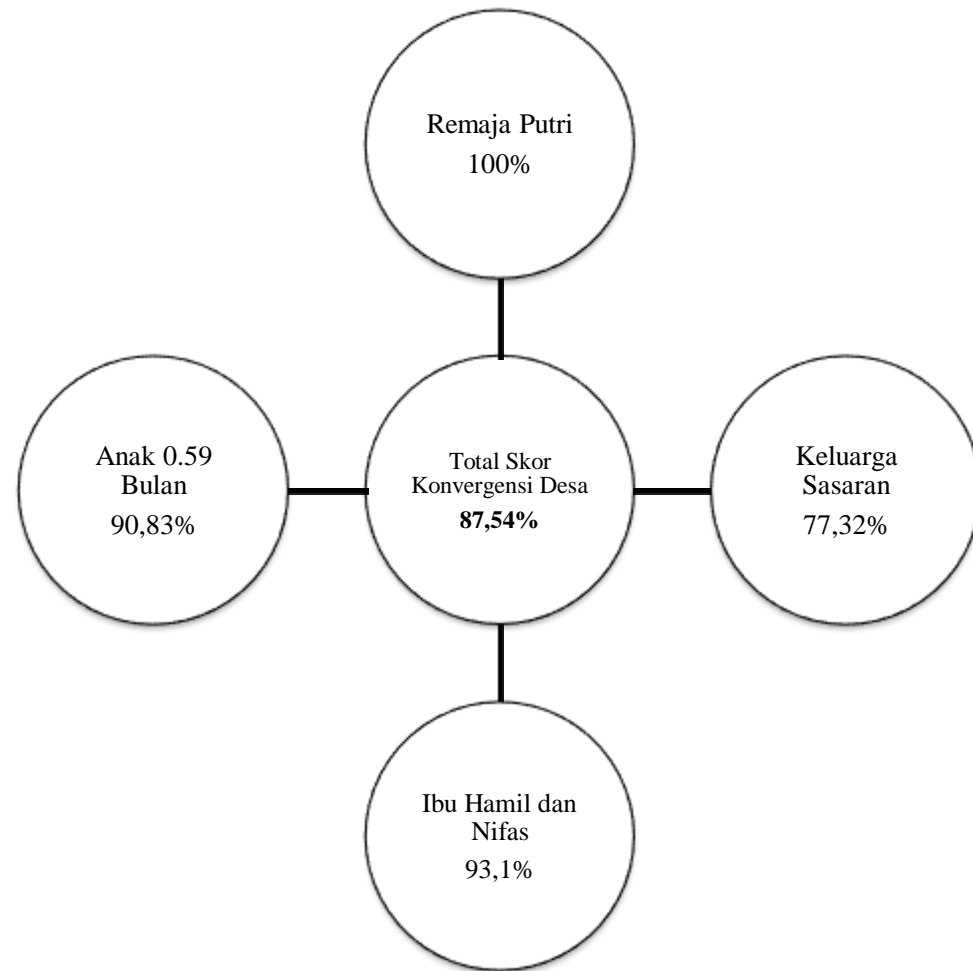 Remaja Putri
100%
Anak 0.59
Bulan
90,83%
Total Skor
Konvergensi Desa
87,54%
Keluarga
Sasaran
77,32%
Ibu Hamil dan
Nifas
93,1%